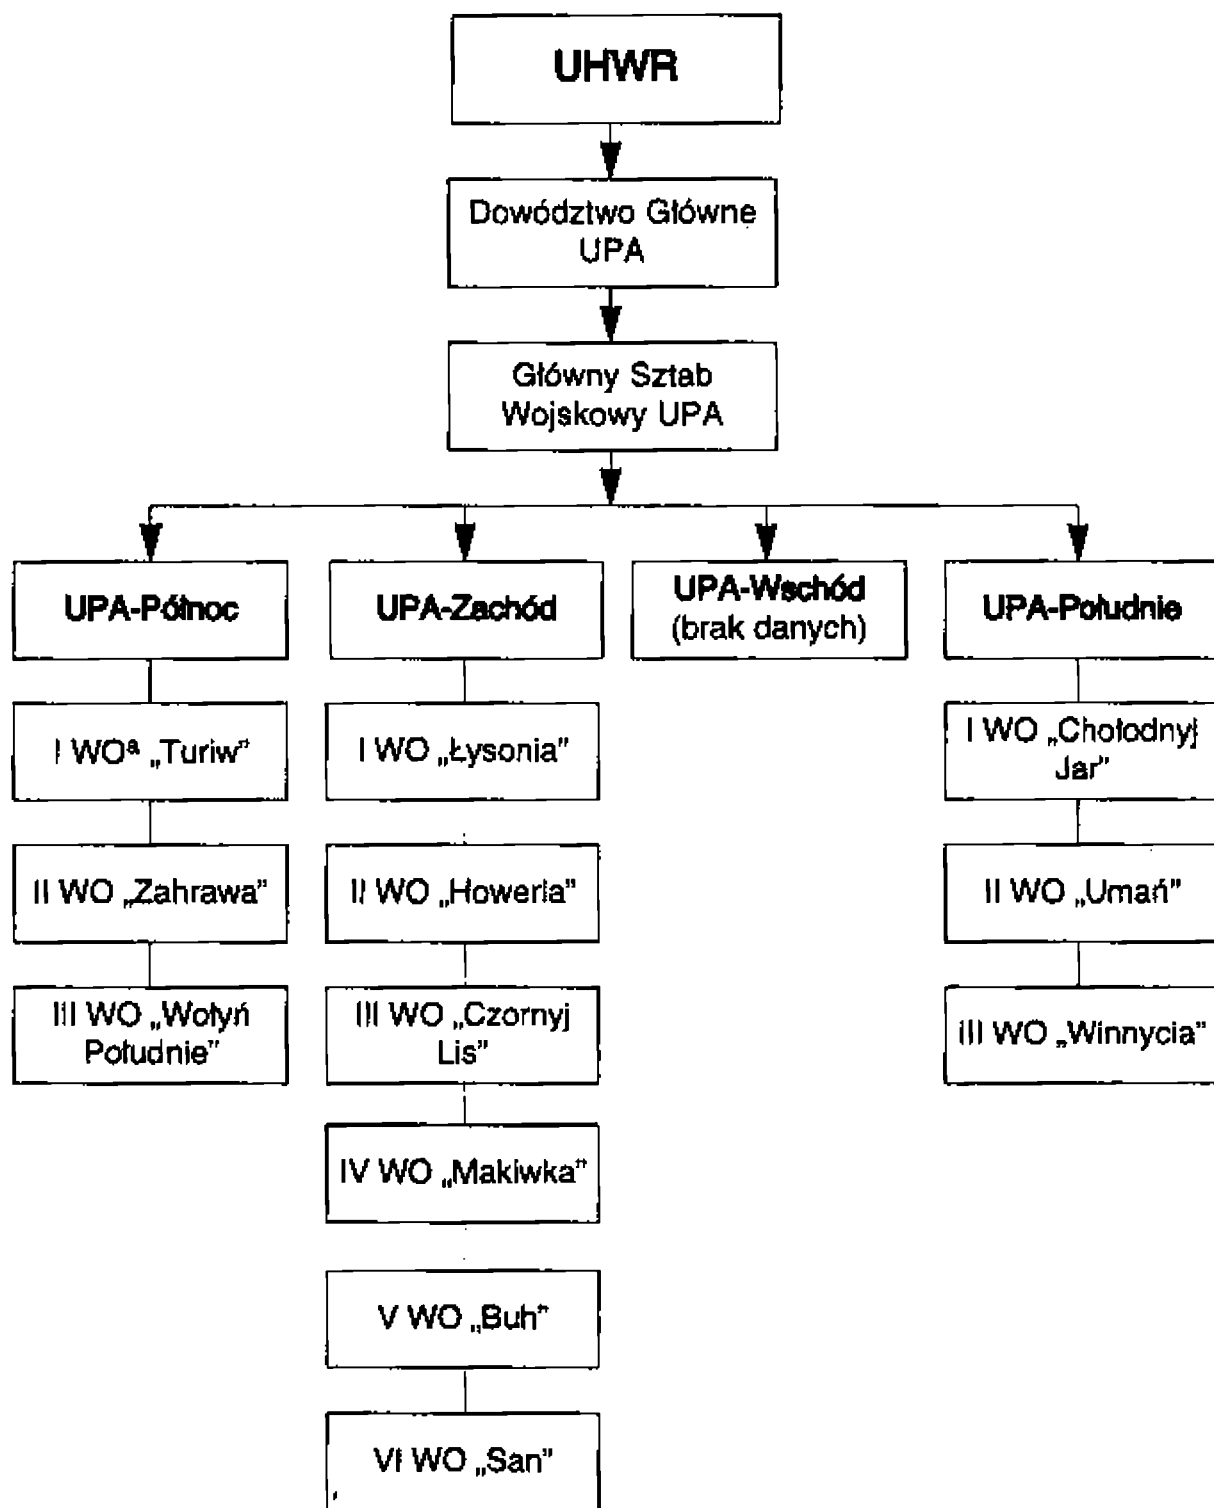 UHWR
Dowództwo Główne
UPA
Główny Sztab
Wojskowy UPA
UPA-Północ
UPA-Zachód
UPA-Wschód
(brak danych)
UPA-Południe
I WOª „Turiw”
I WO „Łysonia”
I WO „Chołodnyj
Jar”
II WO „Zahrawa”
II WO „Howerla”
II WO „Umań”
III WO „Wołyń
Południe”
III WO „Czornyj
Lis”
III WO „Winnycia”
IV WO „Makiwka”
V WO „Buh”
VI WO „San”